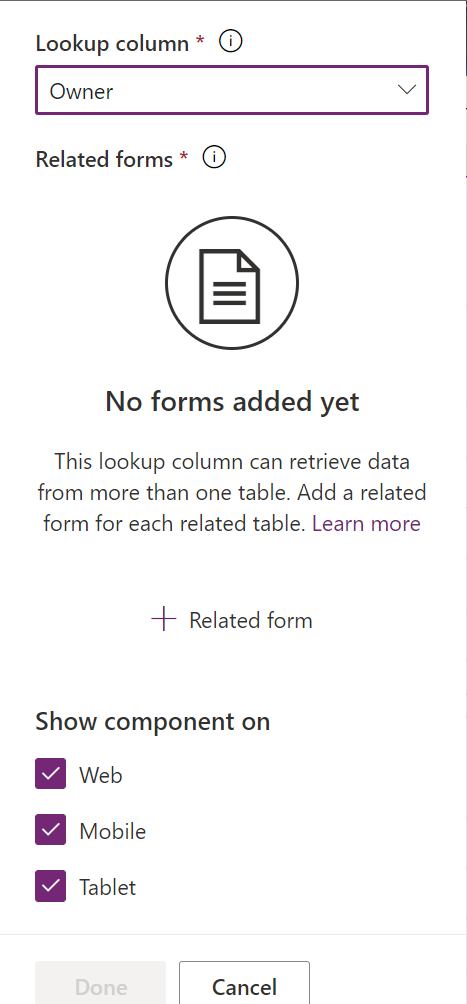 Lookup column *
Owner
Related forms *
No forms added yet
This lookup column can retrieve data
from more than one table. Add a related
form for each related table. Learn more
Related form
Show component on
Web
Mobile
Tablet
Done
Cancel